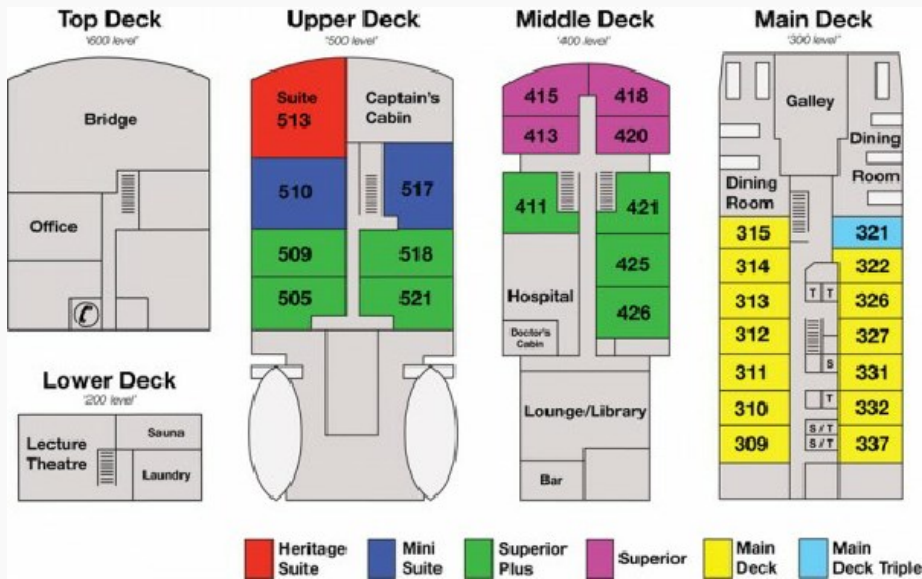 Top Deck
'600 level'
Bridge
Office
Lower Deck
'200 level'
Lecture
Theatre
Sauna
Laundry
Upper Deck
'500 level'
Suite
513
Captain's
Cabin
510
517
509
518
505
521
Middle Deck
'400 level'
415
418
413
420
411
421
Hospital
425
426
Doctor's
Cabin
Lounge/Library
Bar
Main Deck
'300 level'
Galley
Dining
Room
Dining
Room
315
321
314
322
T
T
313
326
312
327
S
311
331
T
310
332
S/T
S/T
309
337
Heritage
Suite
Mini
Suite
Superior
Plus
Superior
Main
Deck
Main
Deck Triple